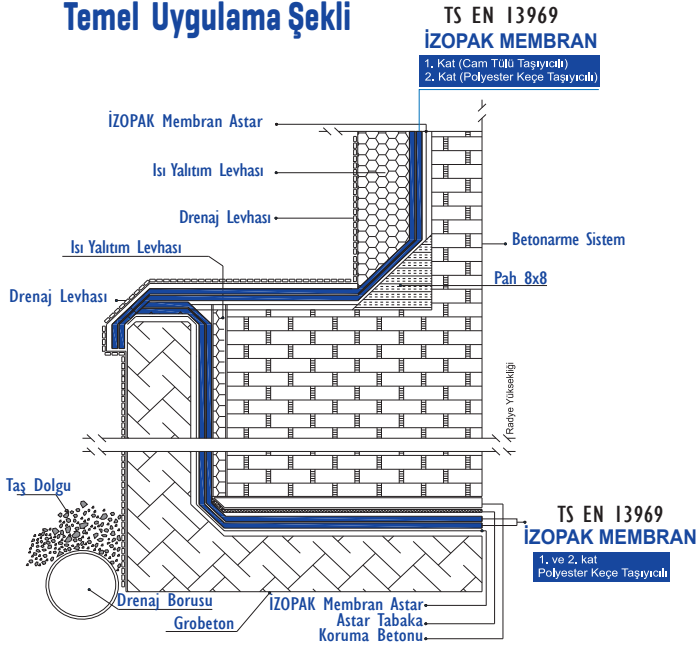 Temel Uygulama Şekli
TS EN 13969
İZOPAK MEMBRAN
1. Kat (Cam Tülü Taşıyıcılı)
2. Kat (Polyester Keçe Taşıyıcılı)
İZOPAK Membran Astar
Isı Yalıtım Levhası
Drenaj Levhası
Isı Yalıtım Levhası
Betonarme Sistem
Pah 8x8
Drenaj Levhası
Radye Yüksekliği
Taş Dolgu
TS EN 13969
İZOPAK MEMBRAN
1. ve 2. kat
Polyester Keçe Taşıyıcılı
Drenaj Borusu
Grobeton
İZOPAK Membran Astar
Astar Tabaka
Koruma Betonu